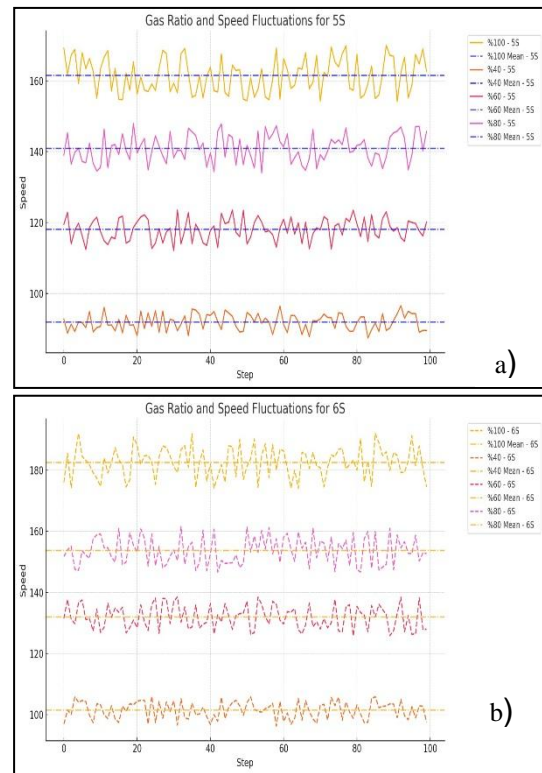 Gas Ratio and Speed Fluctuations for 5S
%100 - 5S
%100 Mean - 5S
%40 - 5S
%40 Mean - 5S
%60 - 5S
%60 Mean - 5S
%80 - 5S
%80 Mean - 5S
160
140
120
100
Speed
0
20
40
60
80
100
Step
a)
Gas Ratio and Speed Fluctuations for 6S
%100 - 6S
%100 Mean - 6S
%40 - 6S
%40 Mean - 6S
%60 - 6S
%60 Mean - 6S
%80 - 6S
%80 Mean - 6S
180
160
140
120
100
Speed
0
20
40
60
80
100
Step
b)